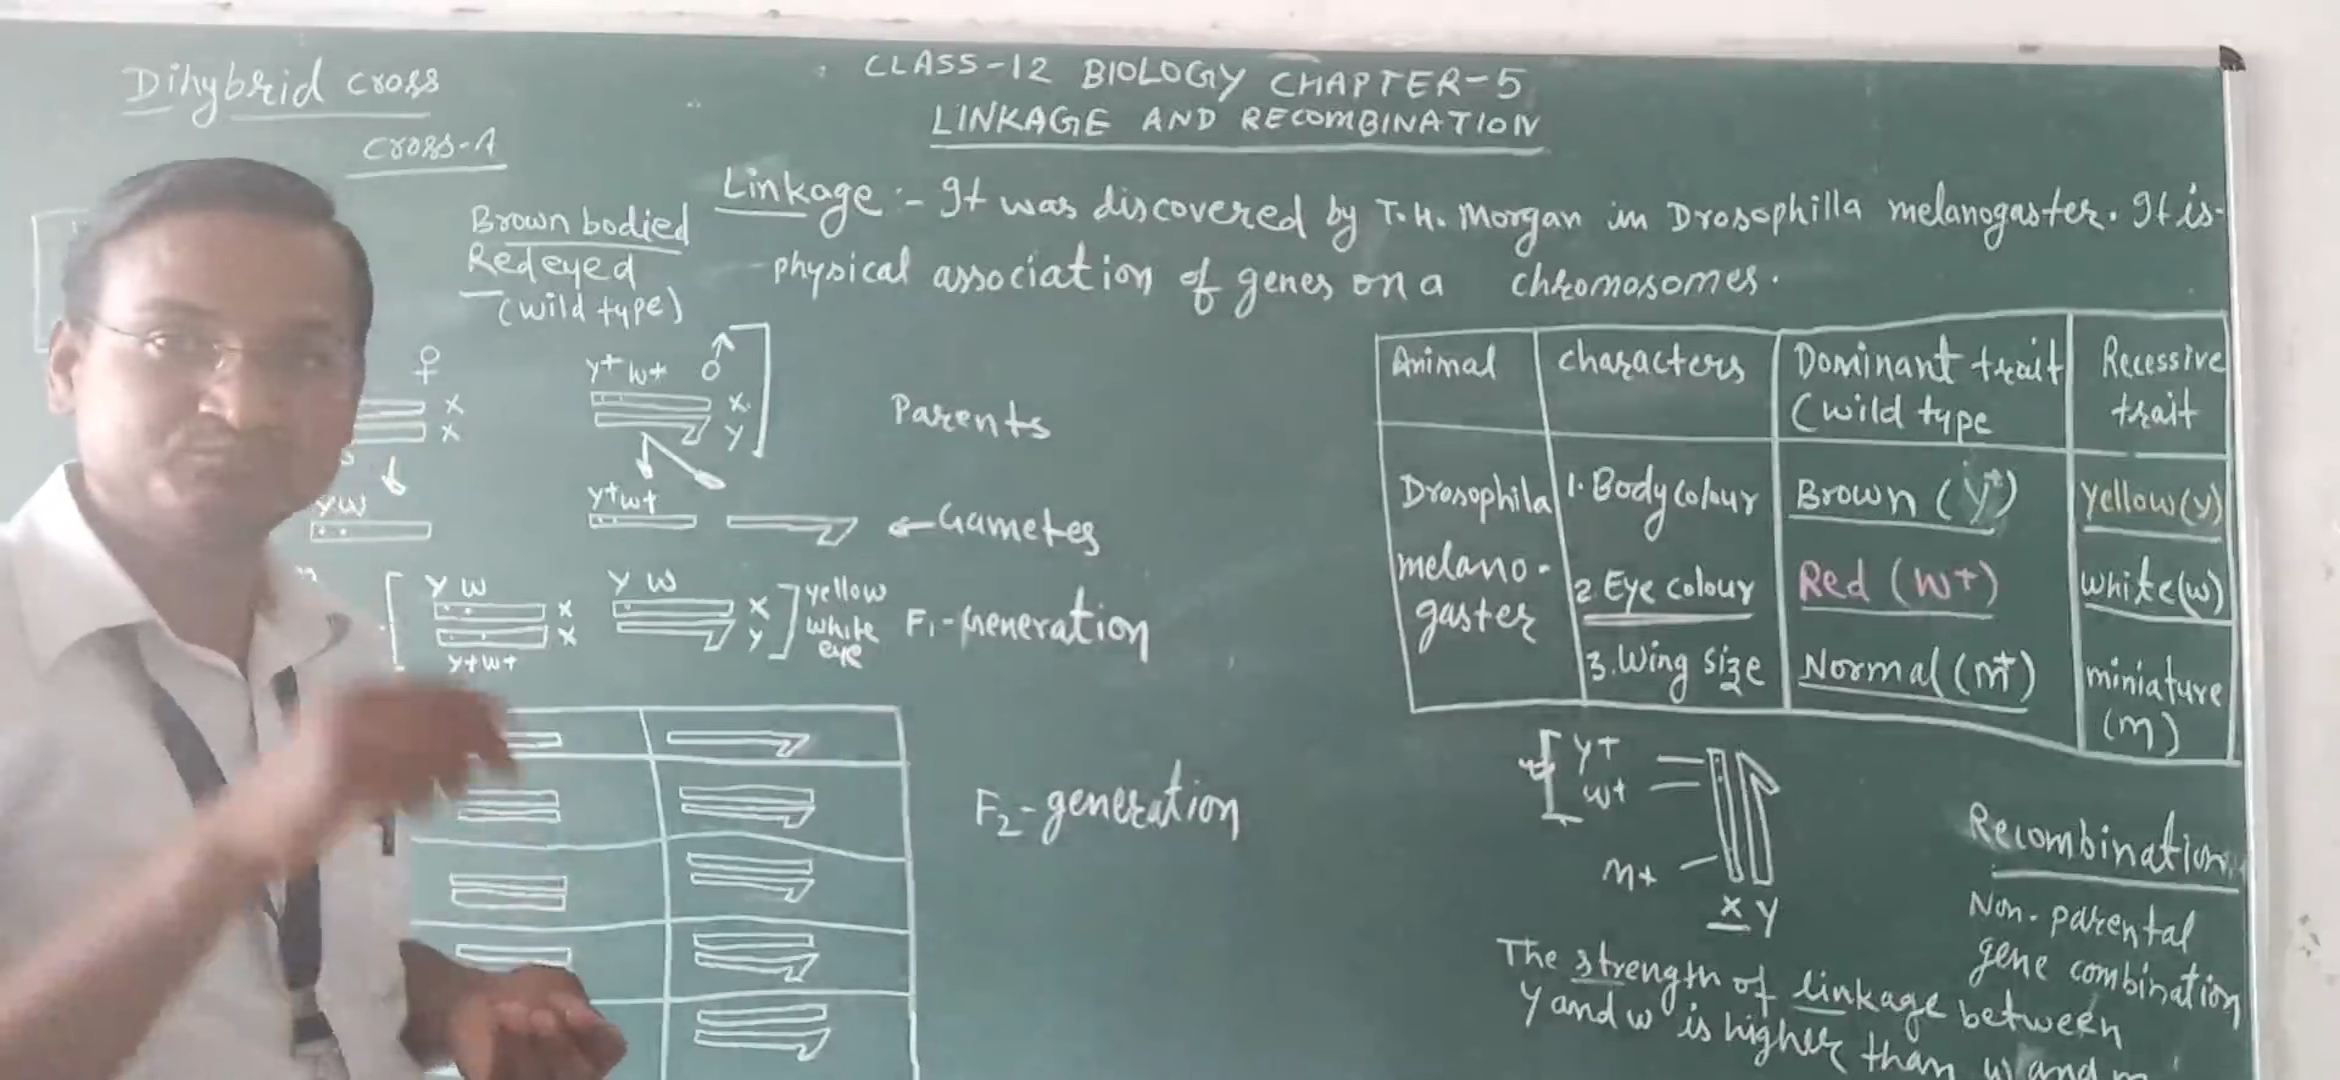 Dihybrid cross
cross-A
CLASS-12 BIOLOGY CHAPTER-5
LINKAGE AND RECOMBINATION
Linkage :- It was discovered by T.H. Morgan in Drosophilla melanogaster. It is
physical association of genes on a chromosomes.
Brown bodied
Red eyed
(wild type)
♀
x
x
y+ w+ ♂
x
y
Parents
yw
y+w+
←Gametes
y w
x
x
y+w+
y w
x
y
yellow
white
eye
F1-Generation
F2-generation
Animal characters Dominant trait (wild type Recessive trait
Drosophila melano-gaster
1. Body colour Brown (y+) yellow(y)
2. Eye colour Red (w+) white(w)
3. Wing size Normal (m+) miniature (m)
y+
w+
m+
X Y
Recombination
Non-parental
gene combination
The strength of linkage between
y and w is higher than w and m